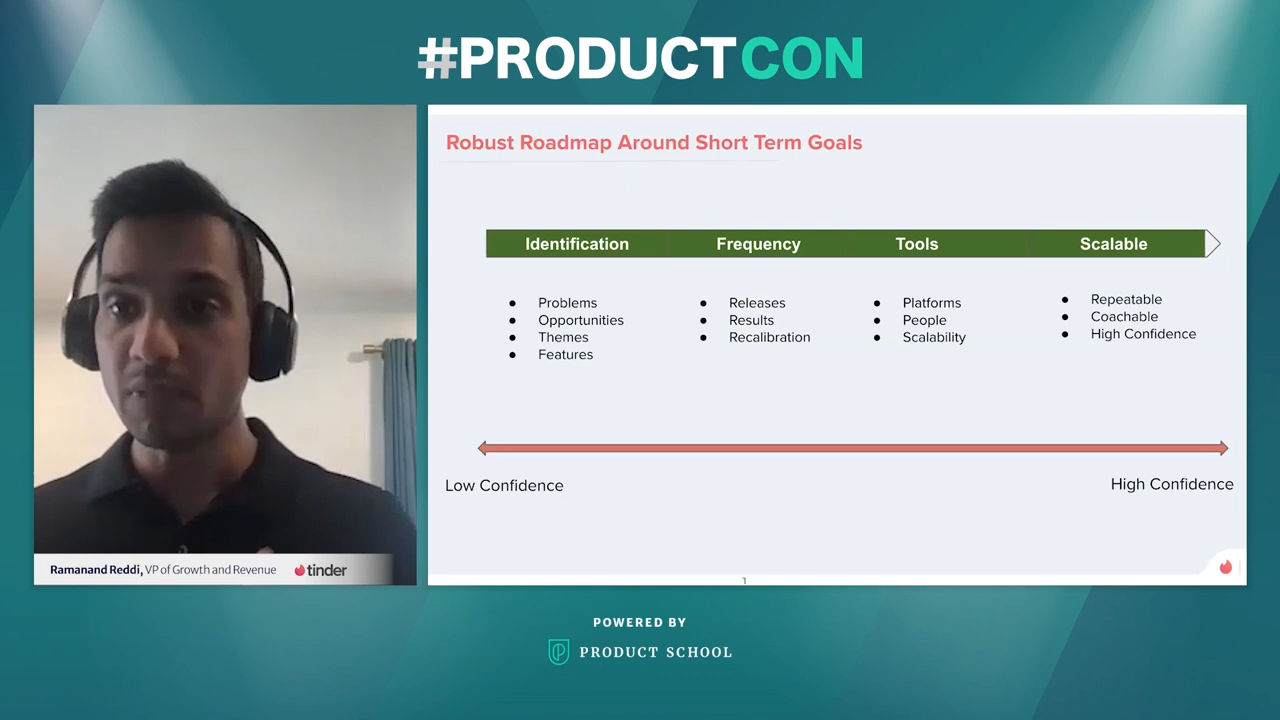 #PRODUCTCON
Robust Roadmap Around Short Term Goals
Identification
Frequency
Tools
Scalable
Problems
Opportunities
Themes
Features
Releases
Results
Recalibration
Platforms
People
Scalability
Repeatable
Coachable
High Confidence
Low Confidence
High Confidence
1
Ramanand Reddi, VP of Growth and Revenue
tinder
POWERED BY
PRODUCT SCHOOL